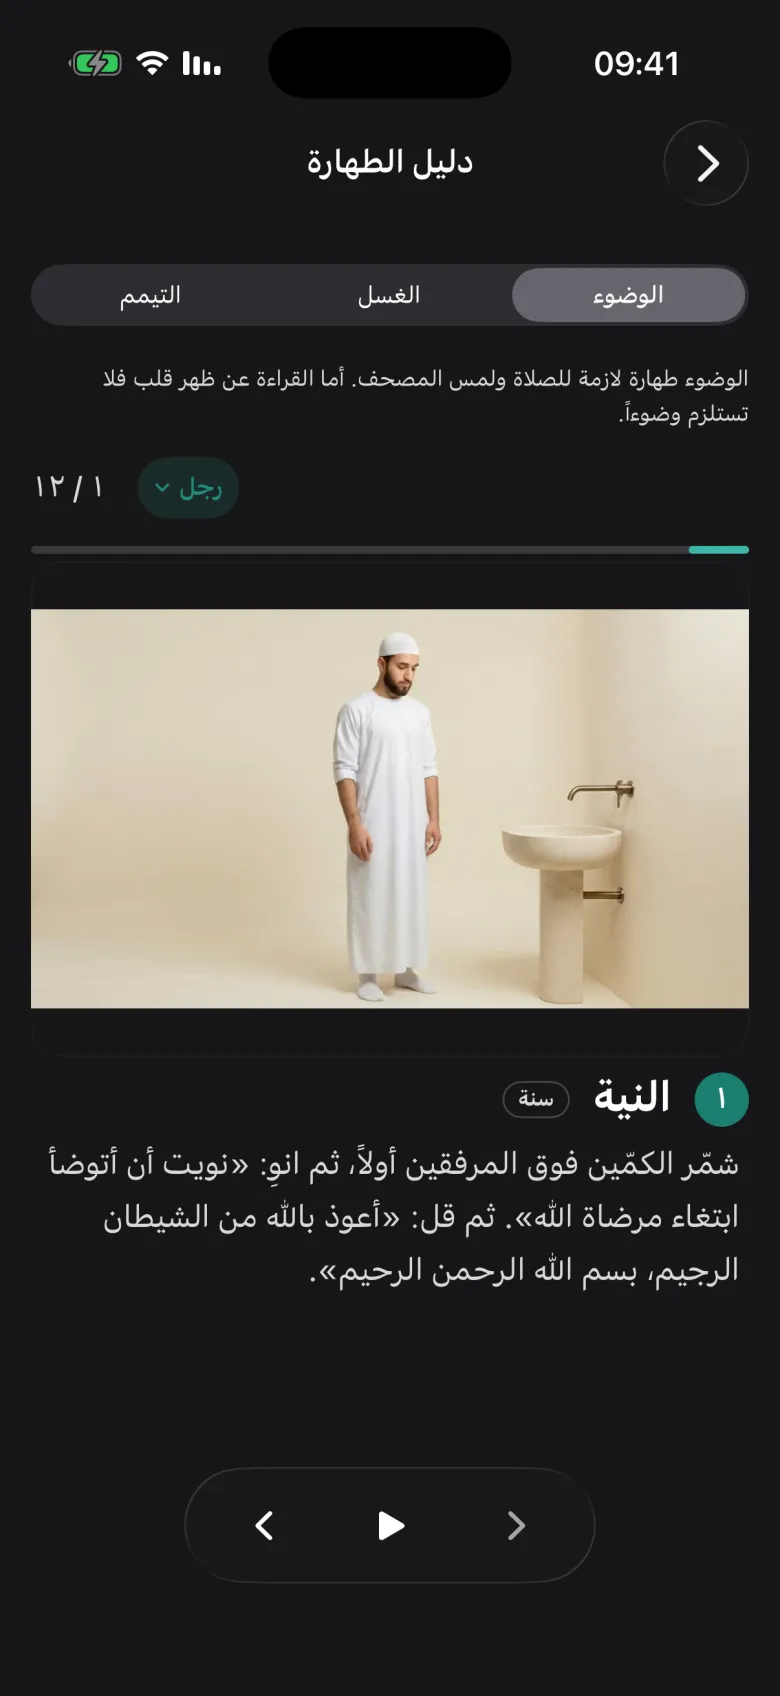 09:41
دليل الطهارة
الوضوء
الغسل
التيمم
الوضوء طهارة لازمة للصلاة ولمس المصحف. أما القراءة عن ظهر قلب فلا
تستلزم وضوءاً.
رجل
١ / ١٢
١ النية سنة
شمّر الكمّين فوق المرفقين أولاً، ثم انوِ: «نويت أن أتوضأ
ابتغاء مرضاة الله». ثم قل: «أعوذ بالله من الشيطان
الرجيم، بسم الله الرحمن الرحيم».